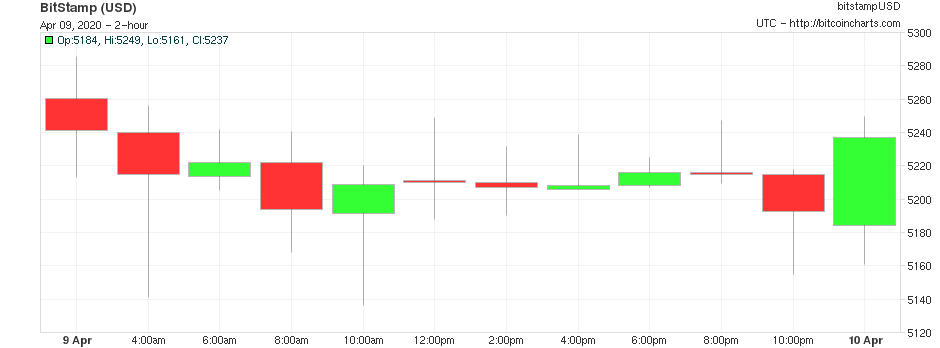 BitStamp (USD)
bitstampUSD
Apr 09, 2020 - 2-hour
UTC - http://bitcoincharts.com
Op:5184, Hi:5249, Lo:5161, Cl:5237
5300
5280
5260
5240
5220
5200
5180
5160
5140
5120
9 Apr
4:00am
6:00am
8:00am
10:00am
12:00pm
2:00pm
4:00pm
6:00pm
8:00pm
10:00pm
10 Apr